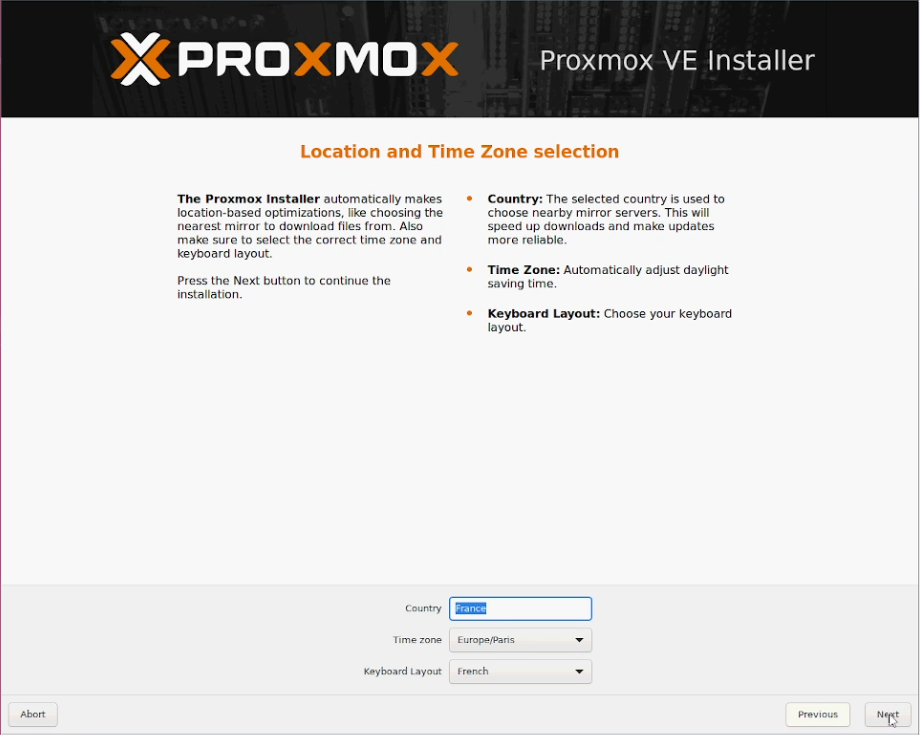 PROXMOX
Proxmox VE Installer
Location and Time Zone selection
The Proxmox Installer automatically makes
location-based optimizations, like choosing the
nearest mirror to download files from. Also
make sure to select the correct time zone and
keyboard layout.
Press the Next button to continue the
installation.
Country: The selected country is used to
choose nearby mirror servers. This will
speed up downloads and make updates
more reliable.
Time Zone: Automatically adjust daylight
saving time.
Keyboard Layout: Choose your keyboard
layout.
Country France
Time zone Europe/Paris
Keyboard Layout French
Abort Previous Next